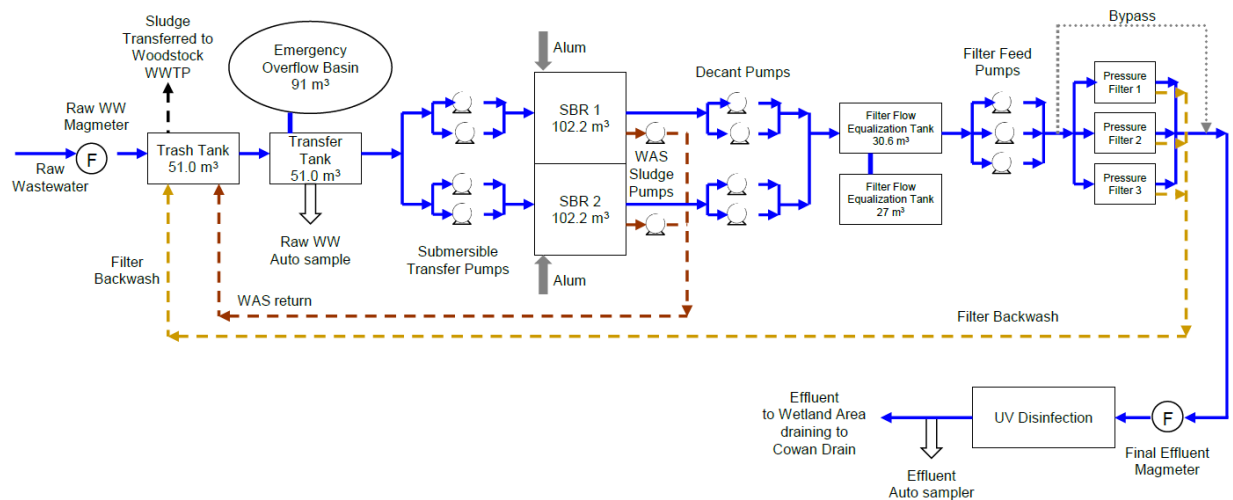 Bypass
Sludge
Transferred to
Woodstock
WWTP
Emergency
Overflow Basin
91 m³
Alum
Decant Pumps
Filter Feed
Pumps
Raw WW
Magmeter
F
Raw
Wastewater
Trash Tank
51.0 m³
Transfer
Tank
51.0 m³
SBR 1
102.2 m³
SBR 2
102.2 m³
WAS
Sludge
Pumps
Filter Flow
Equalization Tank
30.6 m³
Filter Flow
Equalization Tank
27 m³
Pressure
Filter 1
Pressure
Filter 2
Pressure
Filter 3
Filter
Backwash
Raw WW
Auto sample
Submersible
Transfer Pumps
Alum
WAS return
Filter Backwash
Effluent
to Wetland Area
draining to
Cowan Drain
UV Disinfection
F
Final Effluent
Magmeter
Effluent
Auto sampler